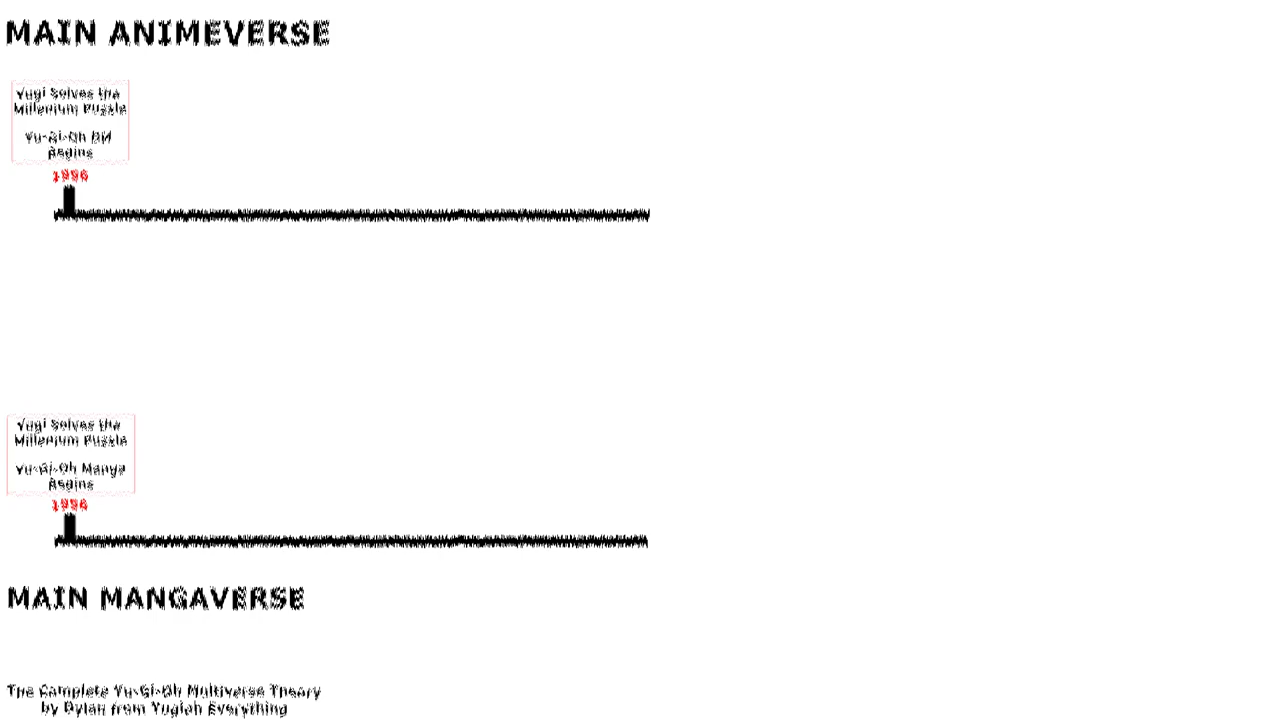 MAIN ANIMEVERSE
Yugi Solves the
Millenium Puzzle
Yu-Gi-Oh DM
Begins
1996
Yugi Solves the
Millenium Puzzle
Yu-Gi-Oh Manga
Begins
1996
MAIN MANGAVERSE
The Complete Yu-Gi-Oh Multiverse Theory
by Dylan from Yugioh Everything